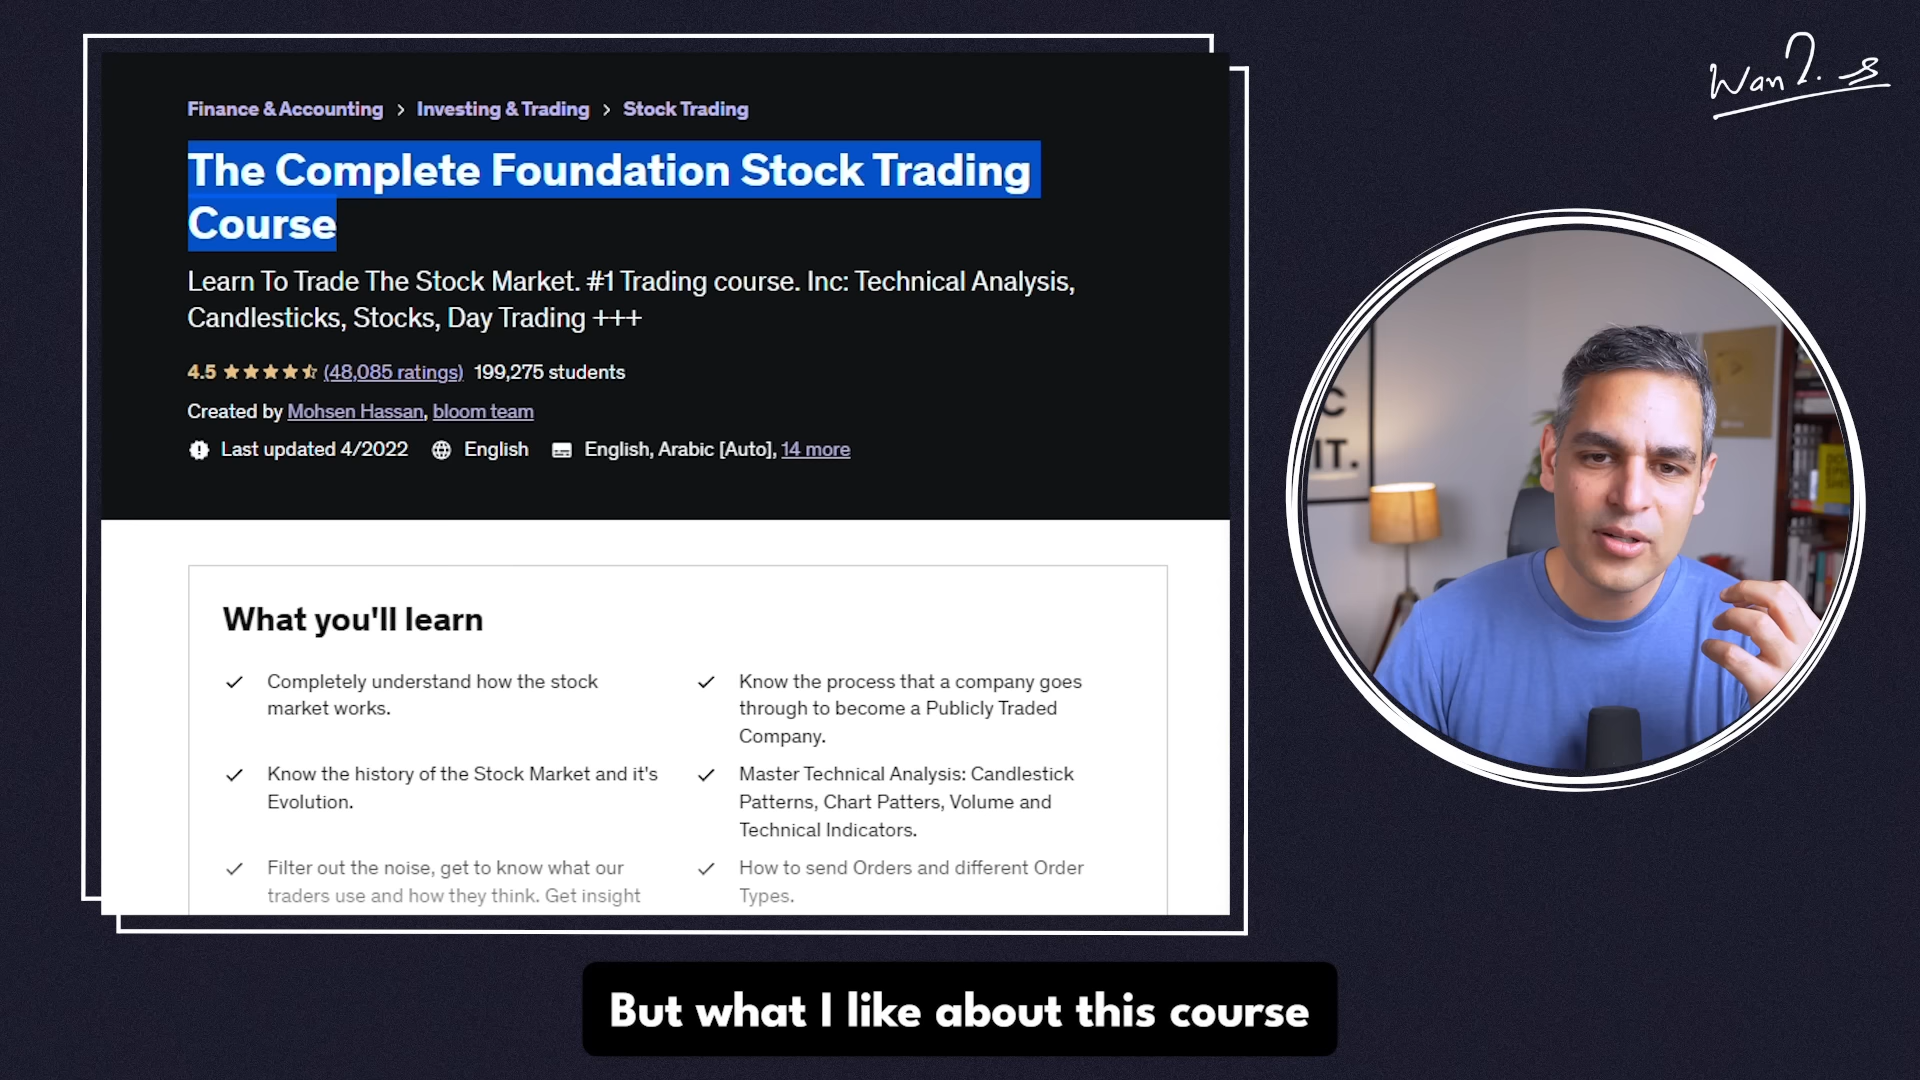 Finance & Accounting > Investing & Trading > Stock Trading
The Complete Foundation Stock Trading
Course
Learn To Trade The Stock Market. #1 Trading course. Inc: Technical Analysis,
Candlesticks, Stocks, Day Trading +++
4.5 (48,085 ratings) 199,275 students
Created by Mohsen Hassan, bloom team
Last updated 4/2022 English English, Arabic [Auto], 14 more
What you'll learn
Completely understand how the stock
market works.
Know the history of the Stock Market and it's
Evolution.
Filter out the noise, get to know what our
traders use and how they think. Get insight
Know the process that a company goes
through to become a Publicly Traded
Company.
Master Technical Analysis: Candlestick
Patterns, Chart Patters, Volume and
Technical Indicators.
How to send Orders and different Order
Types.
IT.
But what I like about this course